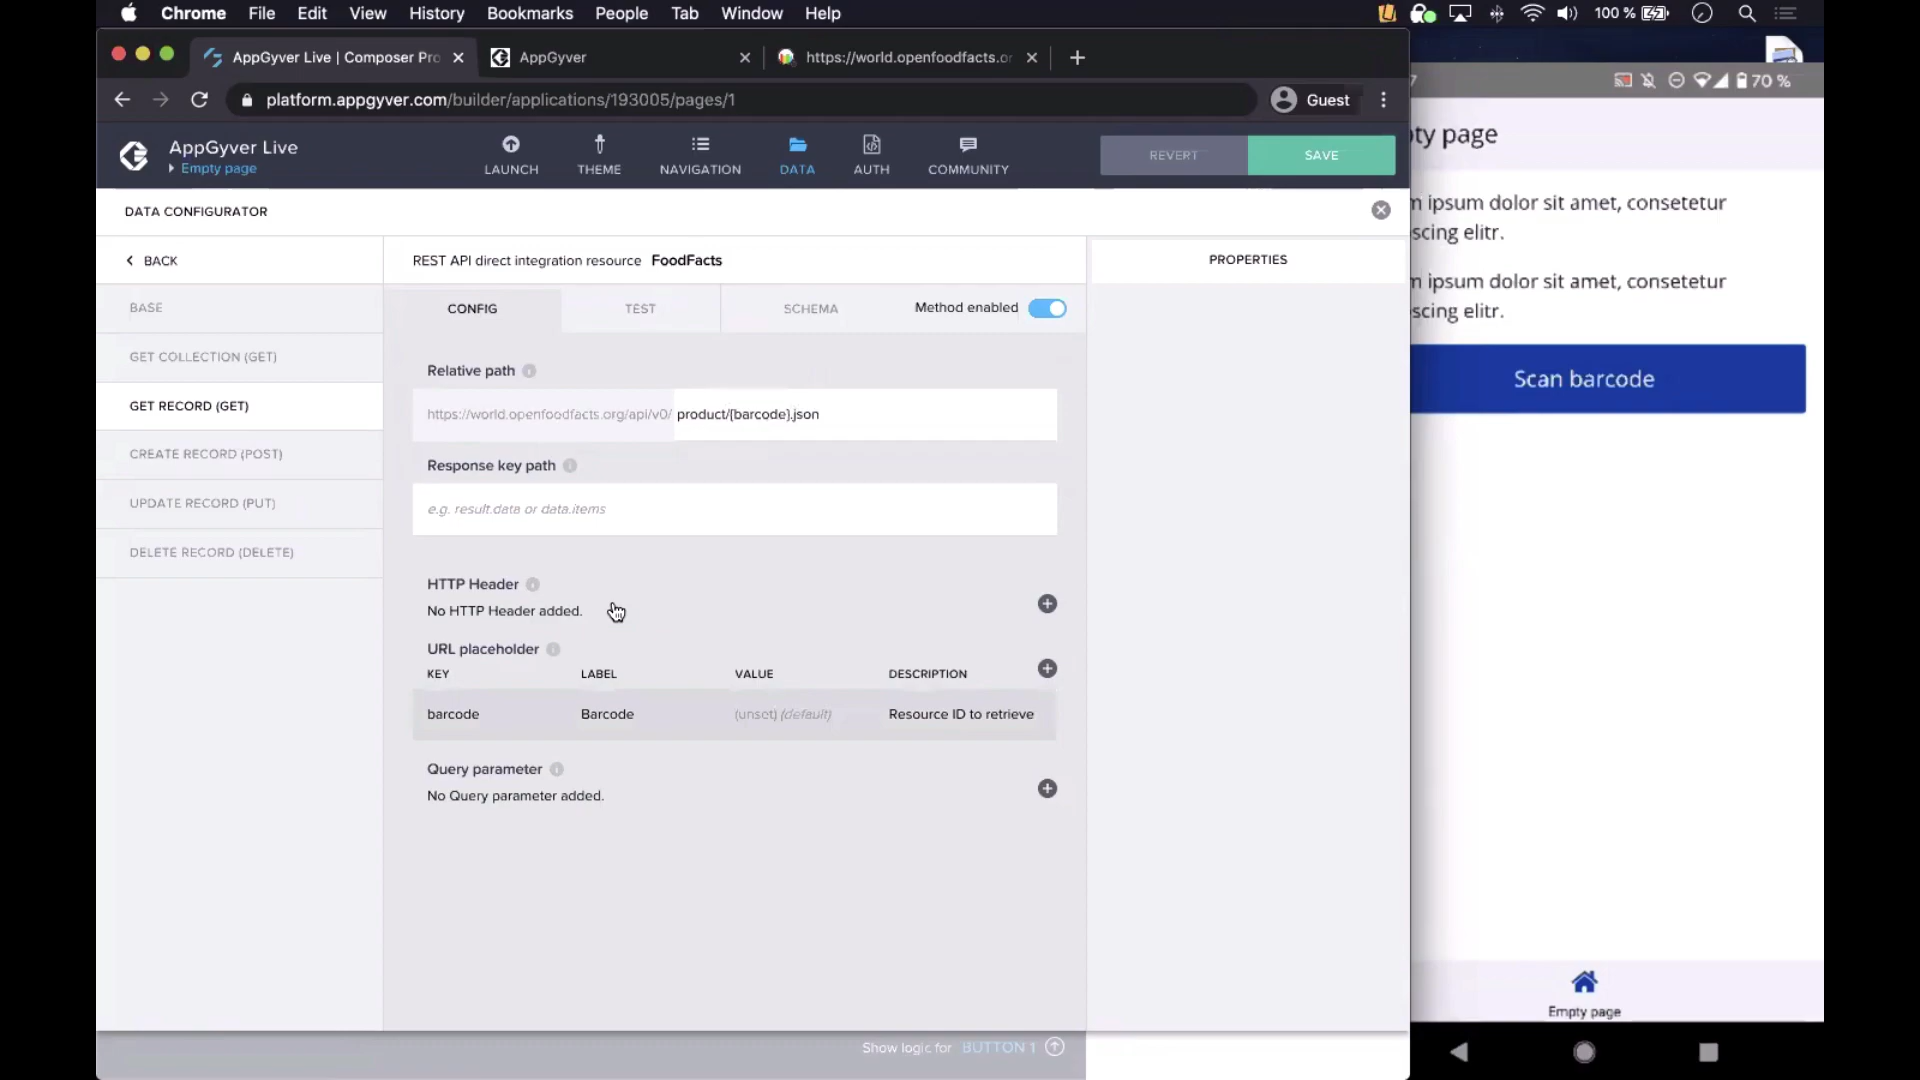 Chrome File Edit View History Bookmarks People Tab Window Help
100 %
AppGyver Live | Composer Pro
AppGyver
https://world.openfoodfacts.or
platform.appgyver.com/builder/applications/193005/pages/1
Guest
7
70 %
AppGyver Live
Empty page
LAUNCH
THEME
NAVIGATION
DATA
AUTH
COMMUNITY
REVERT
SAVE
DATA CONFIGURATOR
BACK
REST API direct integration resource FoodFacts
PROPERTIES
BASE
GET COLLECTION (GET)
GET RECORD (GET)
CREATE RECORD (POST)
UPDATE RECORD (PUT)
DELETE RECORD (DELETE)
CONFIG
TEST
SCHEMA
Method enabled
Relative path
https://world.openfoodfacts.org/api/v0/ product/{barcode}.json
Response key path
e.g. result.data or data.items
HTTP Header
No HTTP Header added.
URL placeholder
KEY LABEL VALUE DESCRIPTION
barcode Barcode (unset) (default) Resource ID to retrieve
Query parameter
No Query parameter added.
Show logic for BUTTON 1
pty page
m ipsum dolor sit amet, consetetur
scing elitr.
m ipsum dolor sit amet, consetetur
scing elitr.
Scan barcode
Empty page